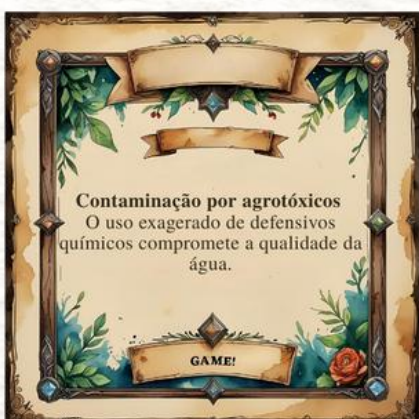 Contaminação por agrotóxicos
O uso exagerado de defensivos
químicos compromete a qualidade da
água.
GAME!